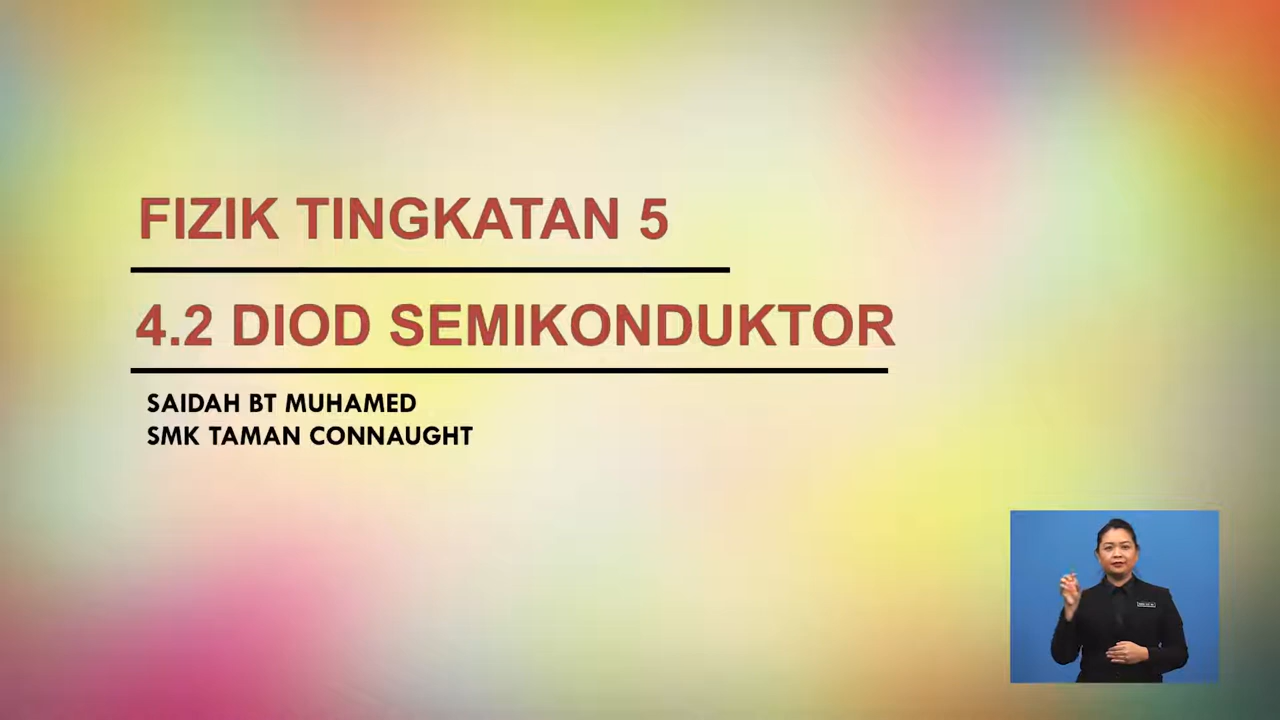 FIZIK TINGKATAN 5
4.2 DIOD SEMIKONDUKTOR
SAIDAH BT MUHAMED
SMK TAMAN CONNAUGHT